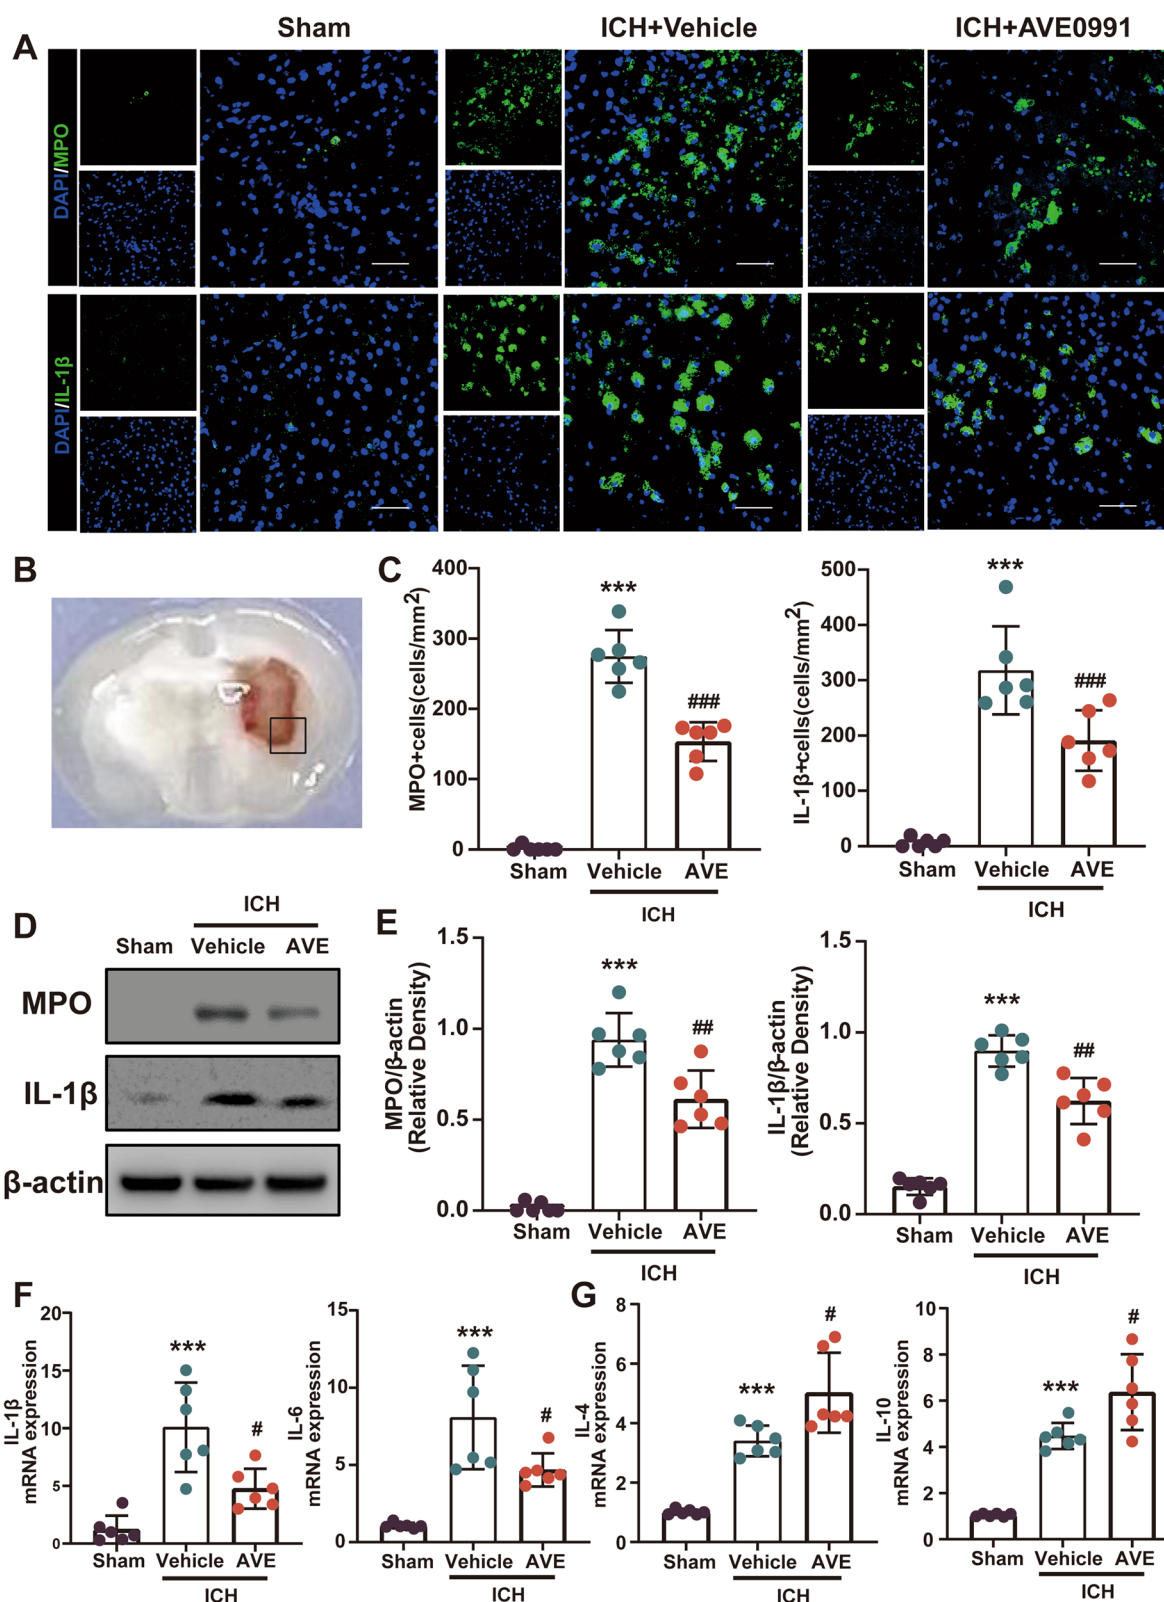 Sham ICH+Vehicle ICH+AVE0991
A
DAPI/MPO
DAPI/IL-1β
B
C
MPO+cells(cells/mm²)
400
300
200
100
0
***
###
Sham Vehicle AVE
ICH
IL-1β+cells(cells/mm²)
500
400
300
200
100
0
***
###
Sham Vehicle AVE
ICH
D
ICH
Sham Vehicle AVE
MPO
IL-1β
β-actin
E
MPO/β-actin
(Relative Density)
1.5
1.0
0.5
0.0
***
##
Sham Vehicle AVE
ICH
IL-1β/β-actin
(Relative Density)
1.5
1.0
0.5
0.0
***
##
Sham Vehicle AVE
ICH
F
IL-1β
mRNA expression
20
15
10
5
0
***
#
Sham Vehicle AVE
ICH
IL-6
mRNA expression
15
10
5
0
***
#
Sham Vehicle AVE
ICH
G
IL-4
mRNA expression
8
6
4
2
0
***
#
Sham Vehicle AVE
ICH
IL-10
mRNA expression
10
8
6
4
2
0
***
#
Sham Vehicle AVE
ICH